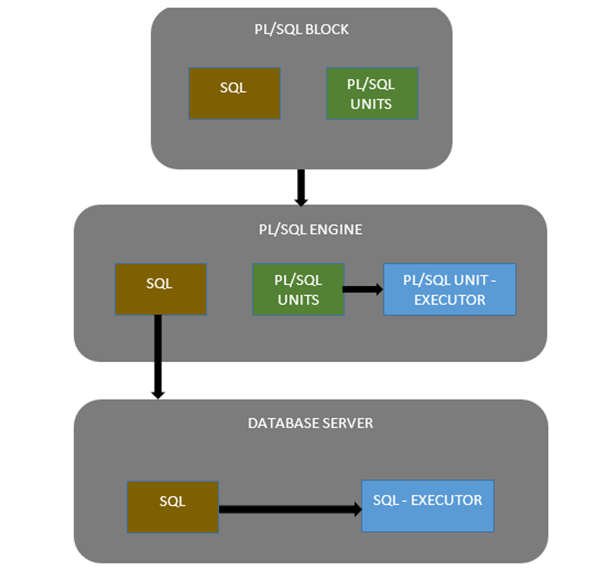 PL/SQL BLOCK
SQL
PL/SQL
UNITS
PL/SQL ENGINE
SQL
PL/SQL
UNITS
PL/SQL UNIT -
EXECUTOR
DATABASE SERVER
SQL
SQL - EXECUTOR